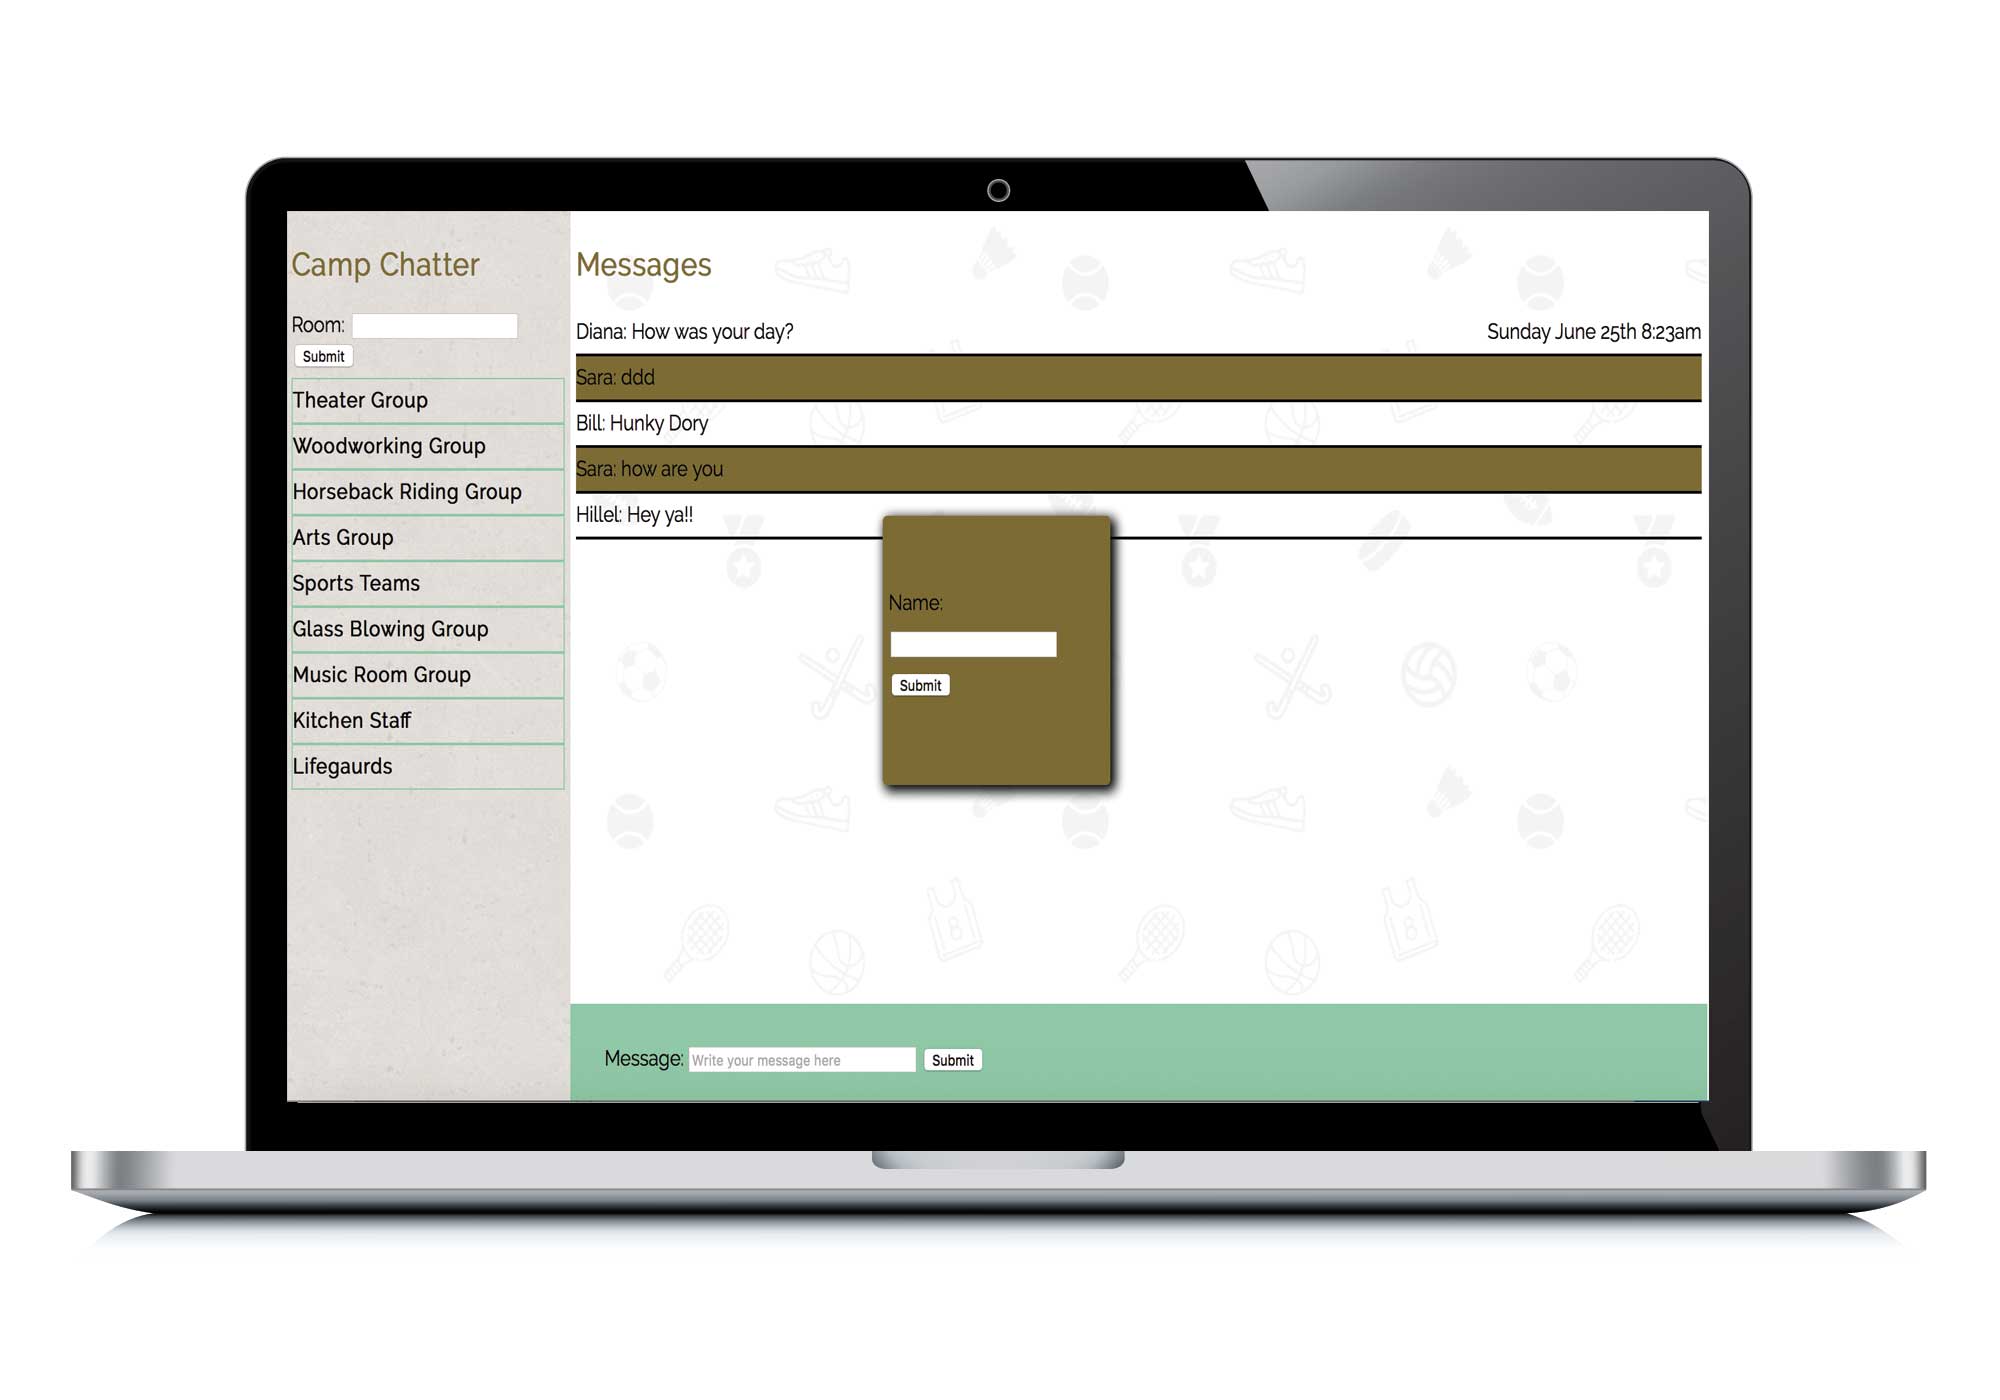 Camp Chatter
Room:
Submit
Theater Group
Woodworking Group
Horseback Riding Group
Arts Group
Sports Teams
Glass Blowing Group
Music Room Group
Kitchen Staff
Lifegaurds
Messages
Diana: How was your day? Sunday June 25th 8:23am
Sara: ddd
Bill: Hunky Dory
Sara: how are you
Hillel: Hey ya!!
Name:
Submit
8
8
Message: Write your message here Submit